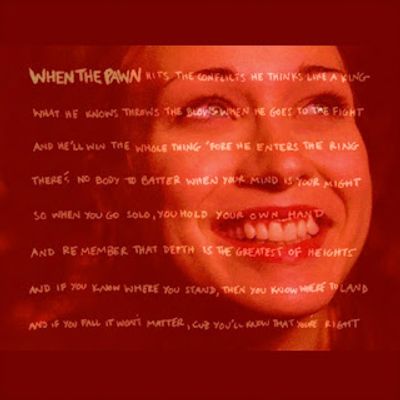 WHEN THE PAWN HITS THE CONFLICTS HE THINKS LIKE A KING
WHAT HE KNOWS THROWS THE BLOWS WHEN HE GOES TO THE FIGHT
AND HE'LL WIN THE WHOLE THING 'FORE HE ENTERS THE RING
THERE'S NO BODY TO BATTER WHEN YOUR MIND IS YOUR MIGHT
SO WHEN YOU GO SOLO, YOU HOLD YOUR OWN HAND
AND REMEMBER THAT DEPTH IS THE GREATEST OF HEIGHTS
AND IF YOU KNOW WHERE YOU STAND, THEN YOU KNOW WHERE TO LAND
AND IF YOU FALL IT WON'T MATTER, CUZ YOU'LL KNOW THAT YOU'RE RIGHT